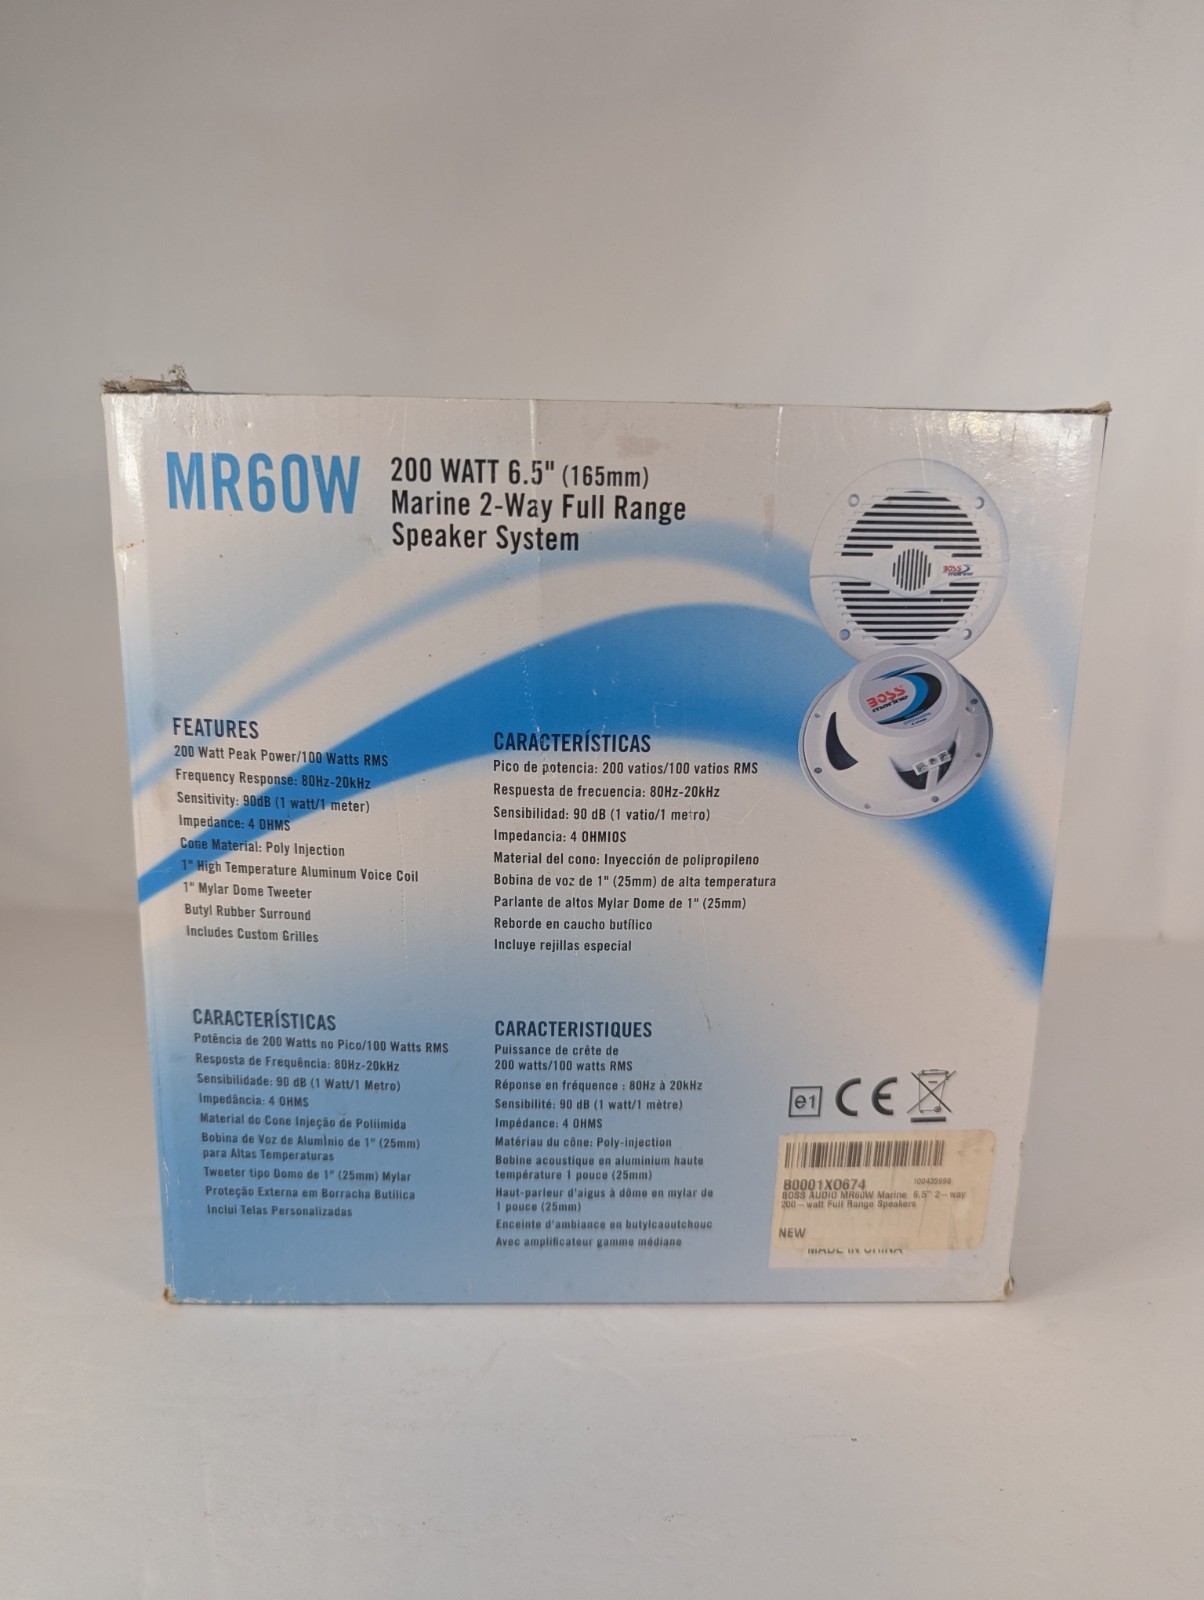 MR60W
200 WATT 6.5" (165mm)
Marine 2-Way Full Range
Speaker System
BOSS
marine
BOSS
marine
FEATURES
200 Watt Peak Power/100 Watts RMS
Frequency Response: 80Hz-20kHz
Sensitivity: 90dB (1 watt/1 meter)
Impedance: 4 OHMS
Cone Material: Poly Injection
1" High Temperature Aluminum Voice Coil
1" Mylar Dome Tweeter
Butyl Rubber Surround
Includes Custom Grilles
CARACTERÍSTICAS
Pico de potencia: 200 vatios/100 vatios RMS
Respuesta de frecuencia: 80Hz-20kHz
Sensibilidad: 90 dB (1 vatio/1 metro)
Impedancia: 4 OHMIOS
Material del cono: Inyección de polipropileno
Bobina de voz de 1" (25mm) de alta temperatura
Parlante de altos Mylar Dome de 1" (25mm)
Reborde en caucho butílico
Incluye rejillas especial
CARACTERÍSTICAS
Potência de 200 Watts no Pico/100 Watts RMS
Resposta de Frequência: 80Hz-20kHz
Sensibilidade: 90 dB (1 Watt/1 Metro)
Impedância: 4 OHMS
Material do Cone Injeção de Poliimida
Bobina de Voz de Alumínio de 1" (25mm)
para Altas Temperaturas
Tweeter tipo Domo de 1" (25mm) Mylar
Proteção Externa em Borracha Butílica
Inclui Telas Personalizadas
CARACTERISTIQUES
Puissance de crête de
200 watts/100 watts RMS
Réponse en fréquence : 80Hz à 20kHz
Sensibilité: 90 dB (1 watt/1 mètre)
Impédance: 4 OHMS
Matériau du cône: Poly-injection
Bobine acoustique en aluminium haute
température 1 pouce (25mm)
Haut-parleur d'aigus à dôme en mylar de
1 pouce (25mm)
Enceinte d'ambiance en butylcaoutchouc
Avec amplificateur gamme médiane
e1 CE
B0001XO674 100435998
BOSS AUDIO MR60W Marine 6.5" 2-way
200-watt Full Range Speakers
NEW
MADE IN CHINA